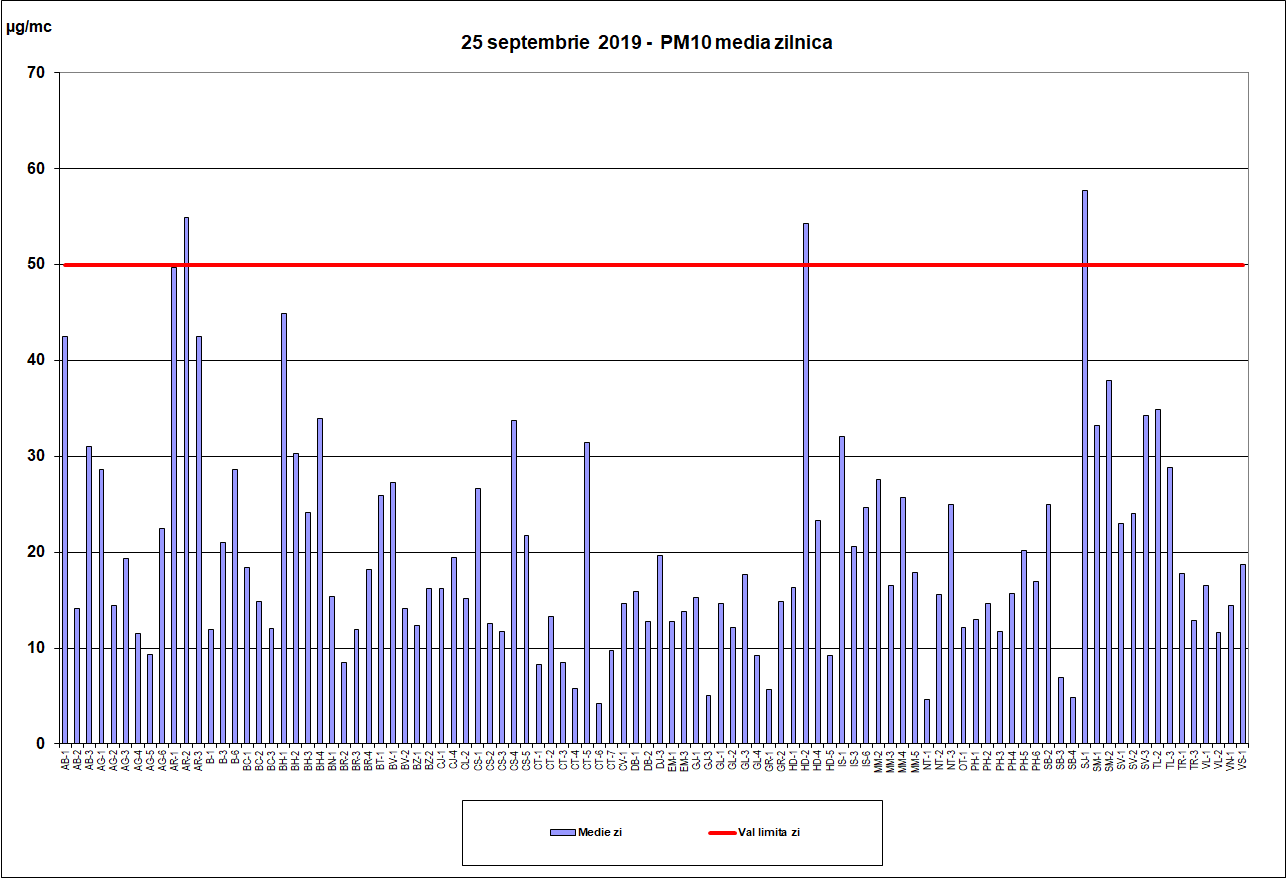 µg/mc
25 septembrie 2019 - PM10 media zilnica
70
60
50
40
30
20
10
0
AB-1
AB-2
AB-3
AG-1
AG-2
AG-3
AG-4
AG-5
AG-6
AR-1
AR-2
AR-3
B-1
B-3
B-6
BC-1
BC-2
BC-3
BH-1
BH-2
BH-3
BH-4
BN-1
BR-2
BR-3
BR-4
BT-1
BV-1
BV-2
BZ-1
BZ-2
CJ-1
CJ-4
CL-2
CS-1
CS-2
CS-3
CS-4
CS-5
CT-1
CT-2
CT-3
CT-4
CT-5
CT-6
CT-7
CV-1
DB-1
DB-2
DJ-3
EM-1
EM-3
GJ-1
GJ-3
GL-1
GL-2
GL-3
GL-4
GR-1
GR-2
HD-1
HD-2
HD-4
HD-5
IS-1
IS-3
IS-6
MM-2
MM-3
MM-4
MM-5
NT-1
NT-2
NT-3
OT-1
PH-1
PH-2
PH-3
PH-4
PH-5
PH-6
SB-2
SB-3
SB-4
SJ-1
SM-1
SM-2
SV-1
SV-2
SV-3
TL-2
TL-3
TR-1
TR-3
VL-1
VL-2
VN-1
VS-1
Medie zi
Val limita zi